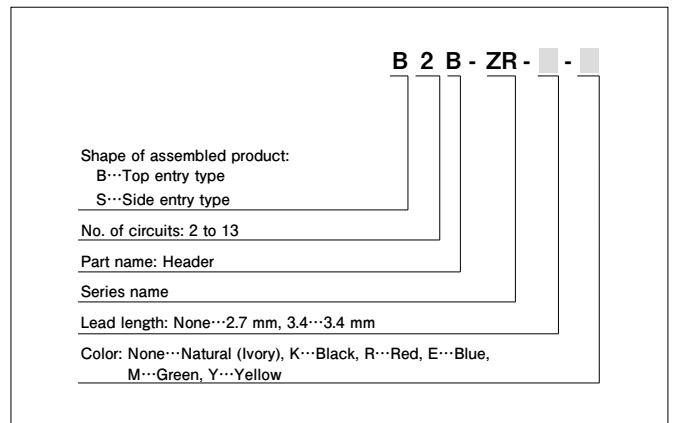 B 2 B - ZR - -
Shape of assembled product:
B⋯Top entry type
S⋯Side entry type
No. of circuits: 2 to 13
Part name: Header
Series name
Lead length: None⋯2.7 mm, 3.4⋯3.4 mm
Color: None⋯Natural (Ivory), K⋯Black, R⋯Red, E⋯Blue,
M⋯Green, Y⋯Yellow